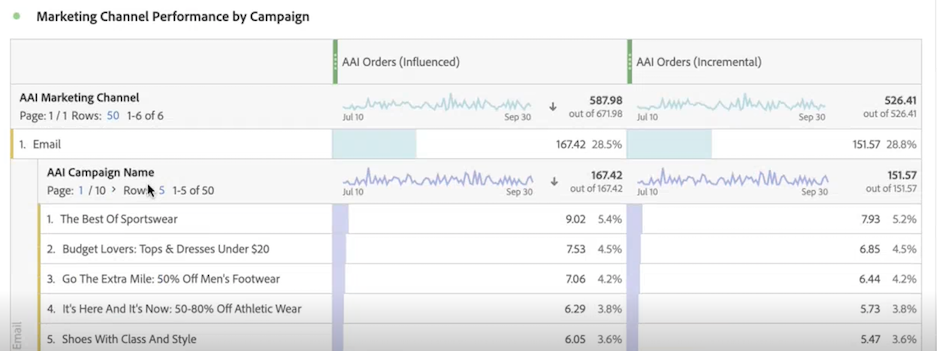 Marketing Channel Performance by Campaign
AAI Orders (Influenced) AAI Orders (Incremental)
AAI Marketing Channel
Page: 1 / 1 Rows: 50 1-6 of 6
Jul 10 Sep 30 587.98 out of 671.98
Jul 10 Sep 30 526.41 out of 526.41
1. Email 167.42 28.5% 151.57 28.8%
AAI Campaign Name
Page: 1 / 10 > Rows: 5 1-5 of 50
Jul 10 Sep 30 167.42 out of 167.42
Jul 10 Sep 30 151.57 out of 151.57
1. The Best Of Sportswear 9.02 5.4% 7.93 5.2%
2. Budget Lovers: Tops & Dresses Under $20 7.53 4.5% 6.85 4.5%
3. Go The Extra Mile: 50% Off Men's Footwear 7.06 4.2% 6.44 4.2%
4. It's Here And It's Now: 50-80% Off Athletic Wear 6.29 3.8% 5.73 3.8%
5. Shoes With Class And Style 6.05 3.6% 5.47 3.6%
Email